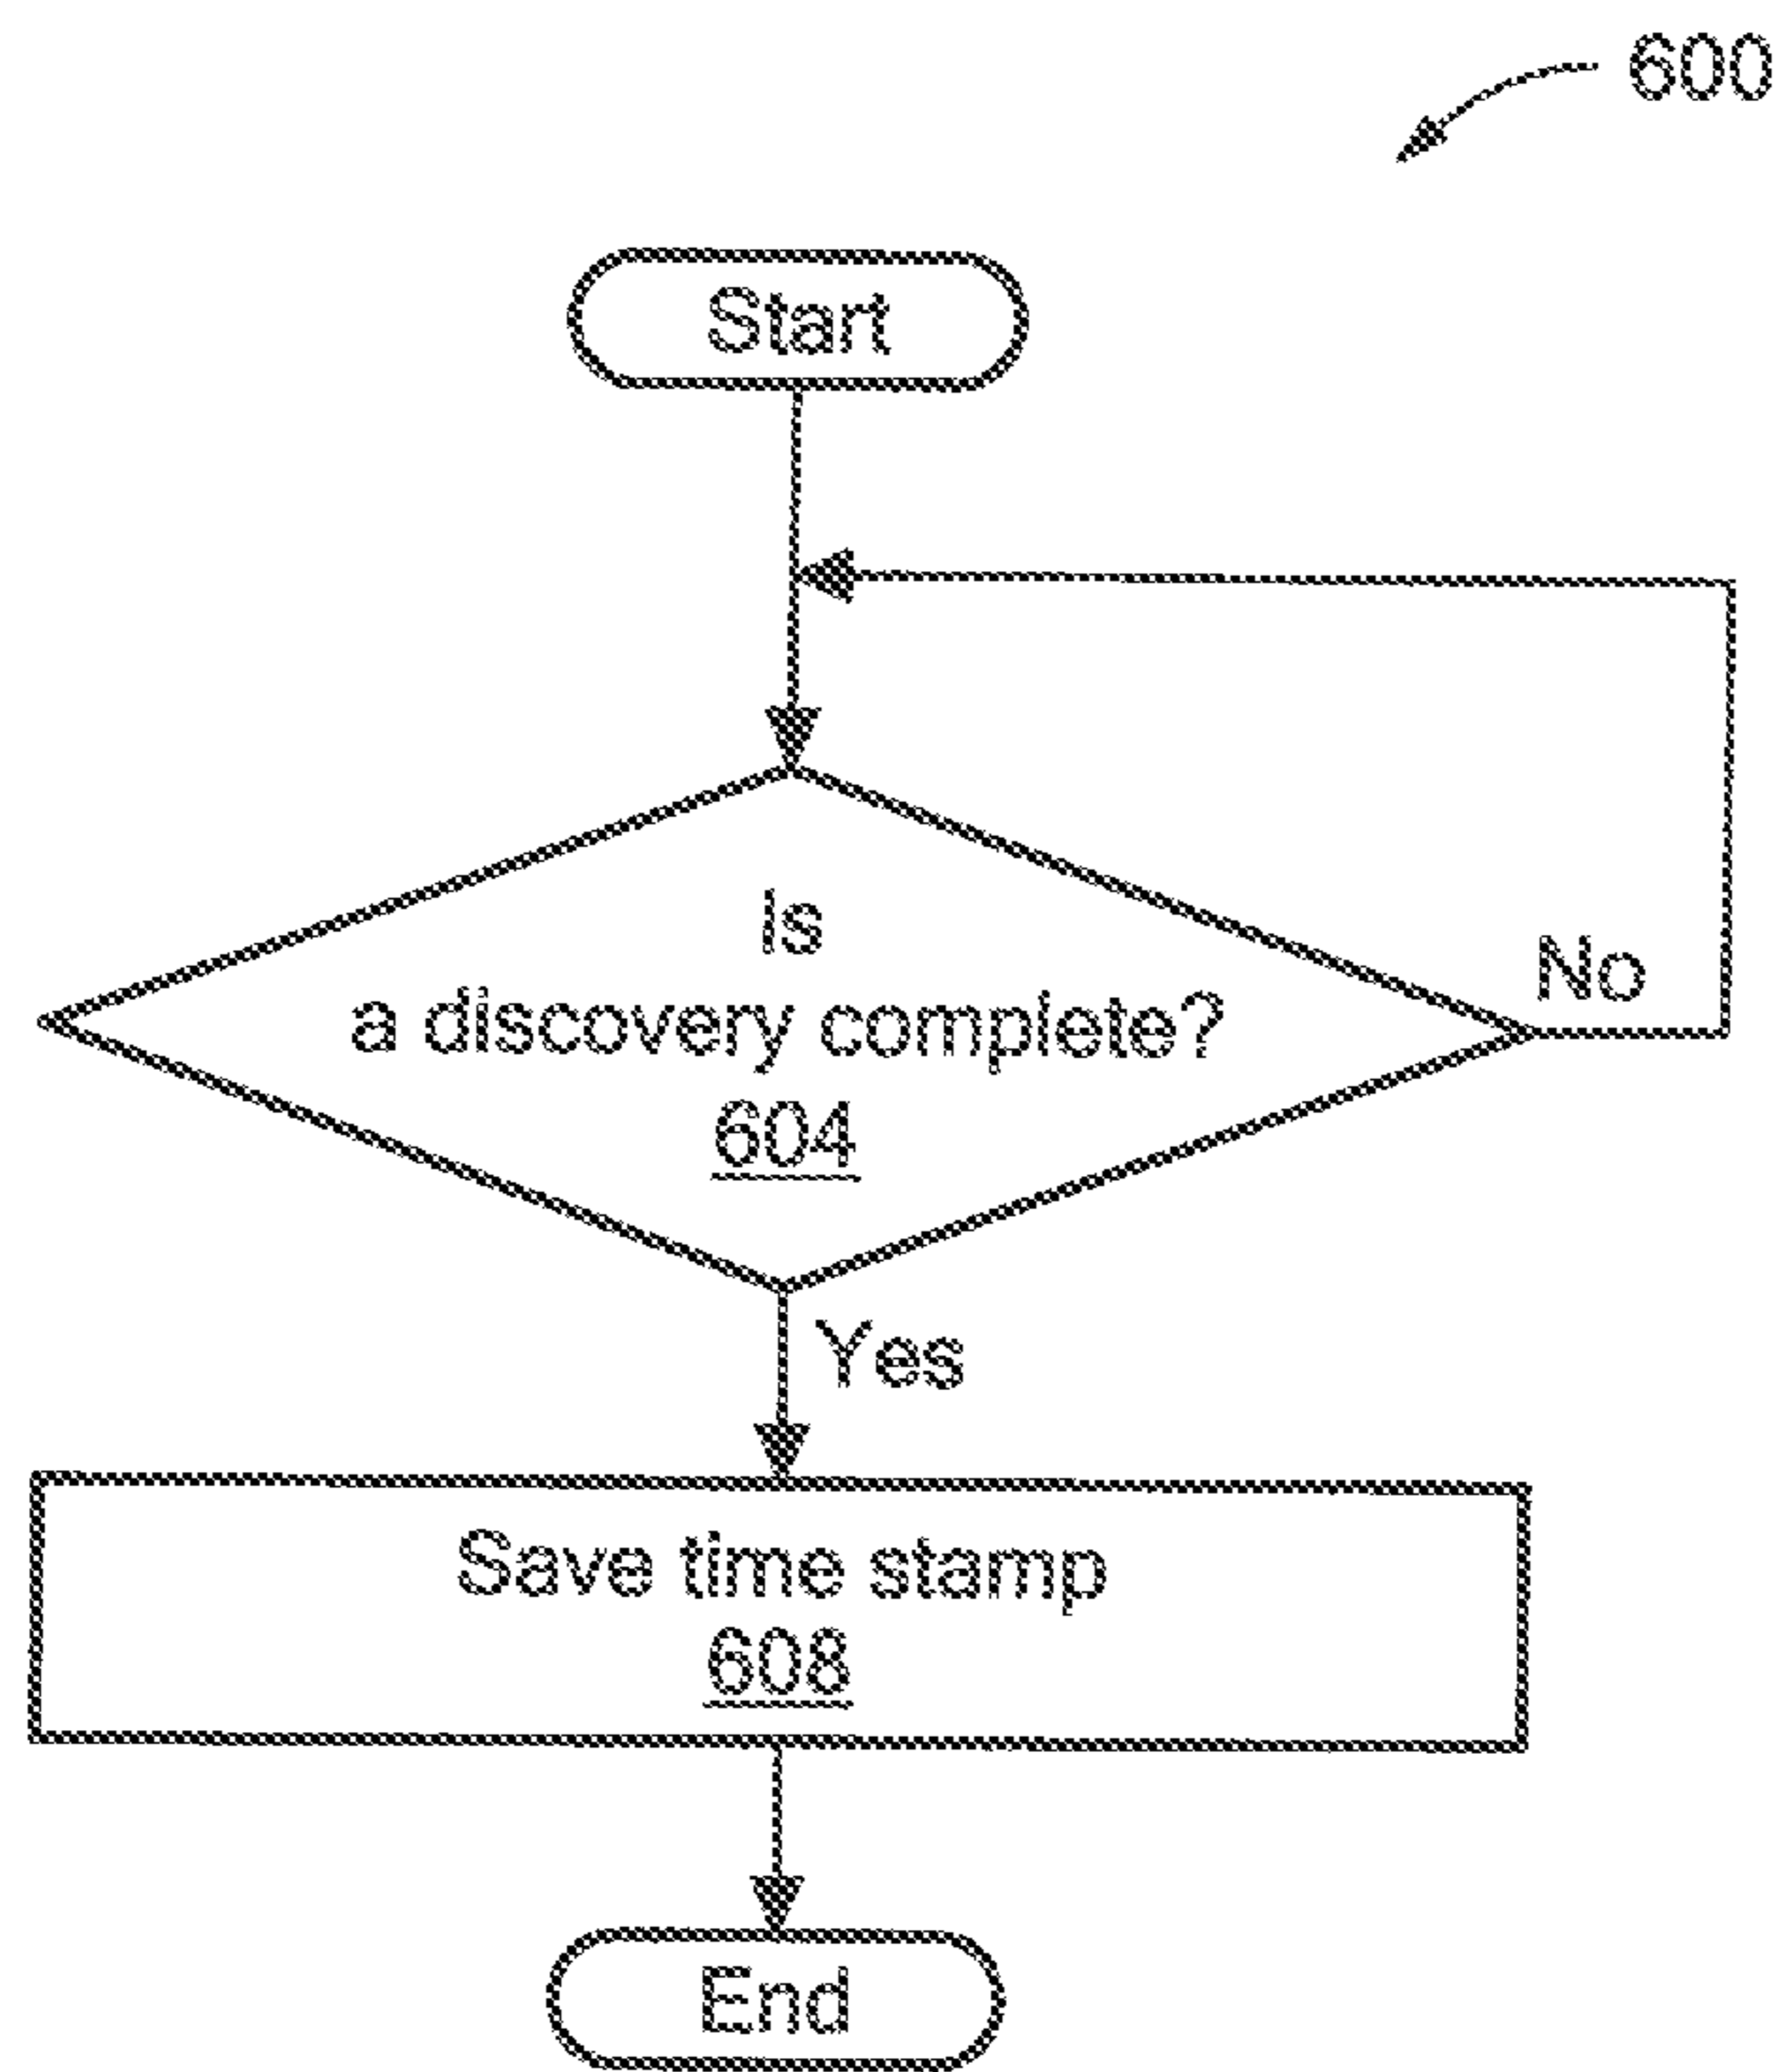 600
Start
Is
a discovery complete?
604
No
Yes
Save time stamp
608
End